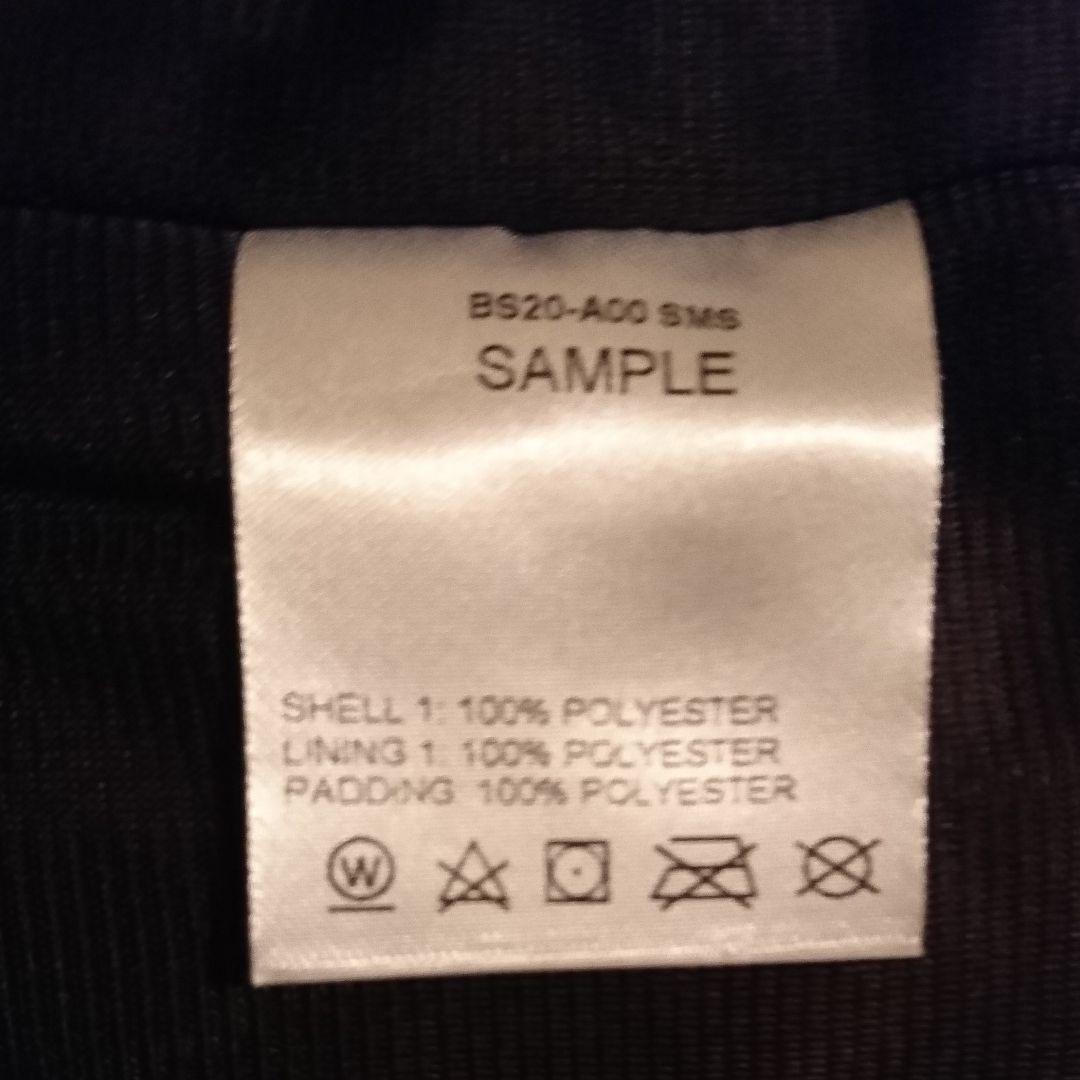 BS20-A00 SMS
SAMPLE
SHELL 1: 100% POLYESTER
LINING 1: 100% POLYESTER
PADDING: 100% POLYESTER
W